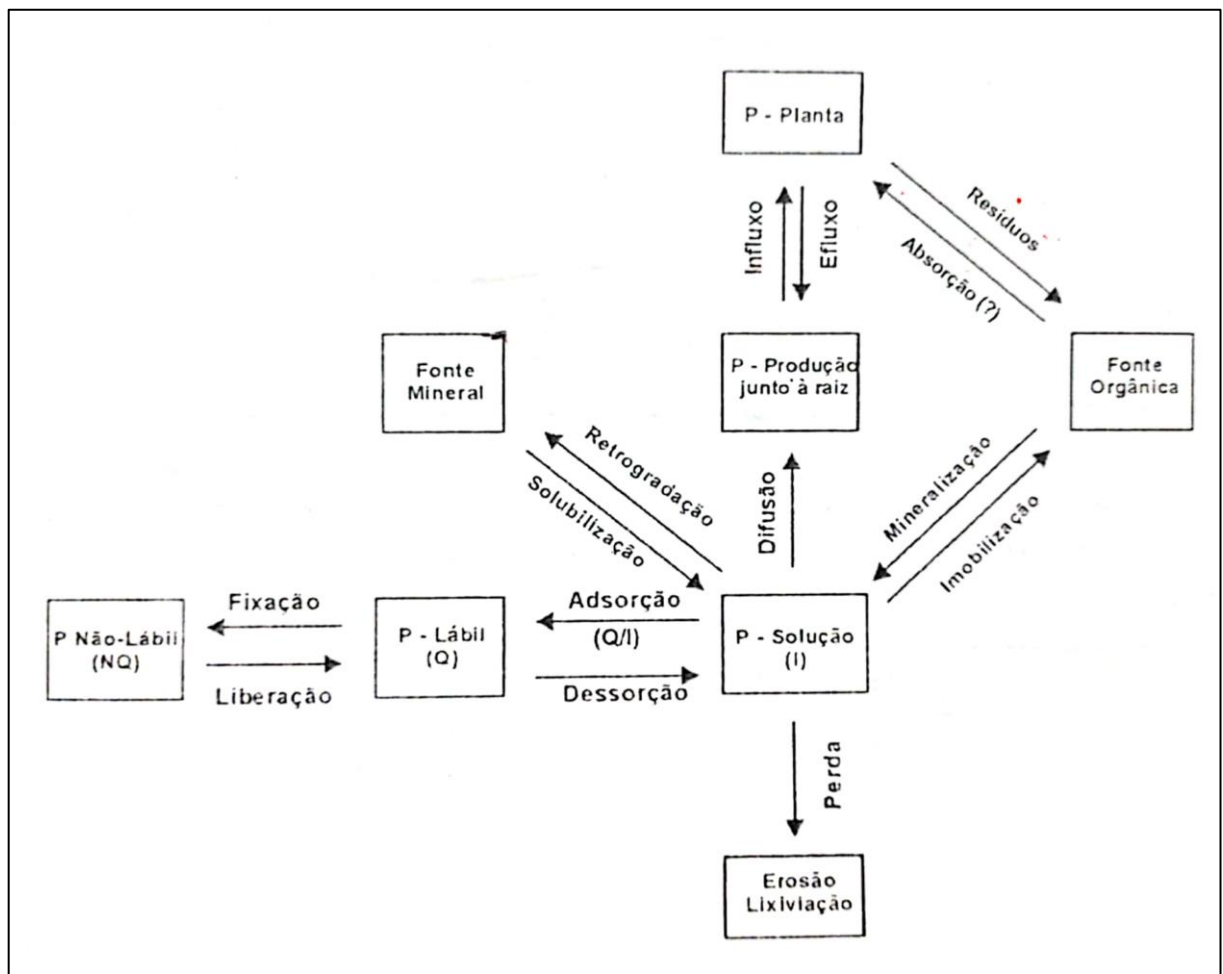 P - Planta
Influxo
Efluxo
Resíduos
Absorção (?)
Fonte
Mineral
P - Produção
junto à raiz
Fonte
Orgânica
Retrogradação
Solubilização
Difusão
Mineralização
Imobilização
P Não-Lábil
(NQ)
Fixação
Liberação
P - Lábil
(Q)
Adsorção
(Q/I)
Dessorção
P - Solução
(I)
Perda
Erosão
Lixiviação